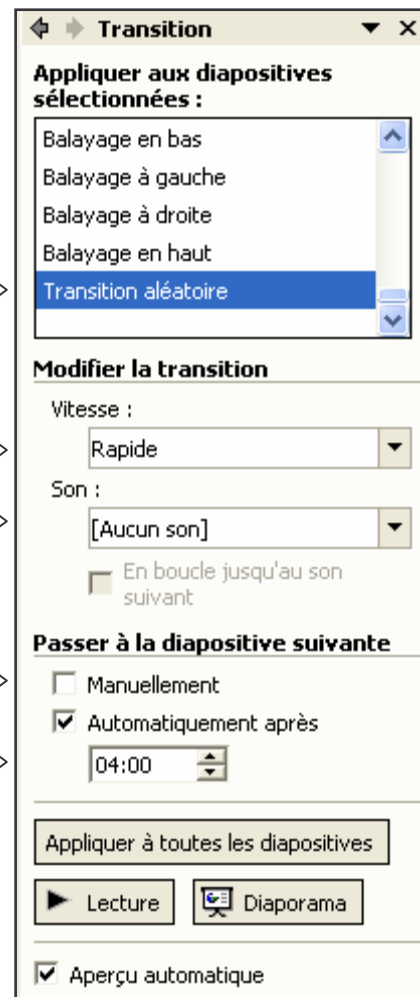 Transition
Appliquer aux diapositives
sélectionnées :
Balayage en bas
Balayage à gauche
Balayage à droite
Balayage en haut
Transition aléatoire
Modifier la transition
Vitesse :
Rapide
Son :
[Aucun son]
En boucle jusqu'au son
suivant
Passer à la diapositive suivante
Manuellement
Automatiquement après
04:00
Appliquer à toutes les diapositives
Lecture Diaporama
Aperçu automatique